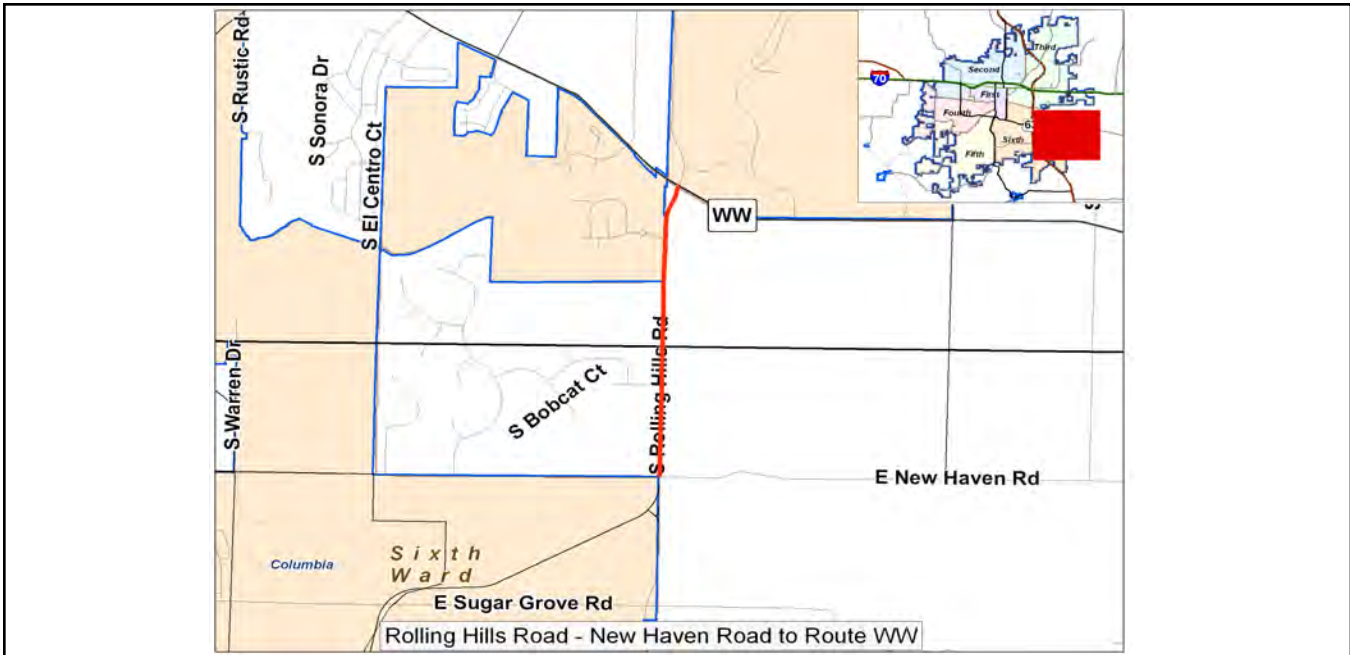 S-Rustic-Rd
S Sonora Dr
S El Centro Ct
WW
S-Warren-Dr
S Bobcat Ct
S Rolling Hills Rd
E New Haven Rd
Columbia
Sixth
Ward
E Sugar Grove Rd
Rolling Hills Road - New Haven Road to Route WW
Third
Second
70
First
Fourth
Sixth
Fifth